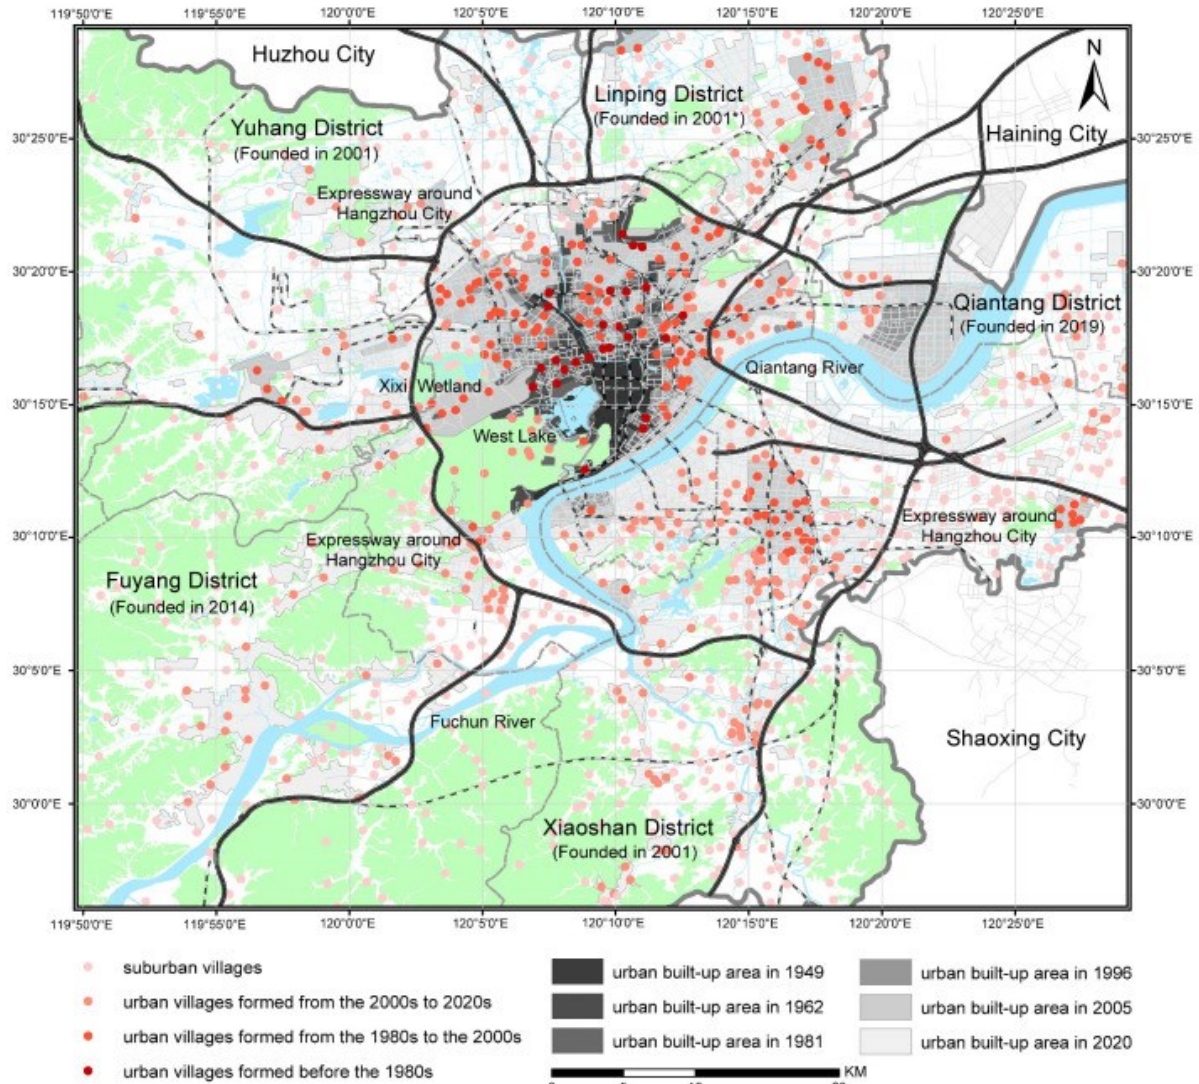 119°50'0"E 119°55'0"E 120°00'E 120°5'0"E 120°10'0"E 120°15'0"E 120°20'0"E 120°25'0"E
Huzhou City
N
Linping District
(Founded in 2001*)
Yuhang District
(Founded in 2001)
Haining City
30°25'0"E 30°25'0"E
Expressway around
Hangzhou City
30°20'0"E 30°20'0"E
Qiantang District
(Founded in 2019)
Qiantang River
Xixi Wetland
30°15'0"E 30°15'0"E
West Lake
Expressway around
Hangzhou City
30°10'0"E 30°10'0"E
Expressway around
Hangzhou City
Fuyang District
(Founded in 2014)
30°5'0"E 30°5'0"E
Fuchun River
Shaoxing City
30°0'0"E 30°0'0"E
Xiaoshan District
(Founded in 2001)
119°50'0"E 119°55'0"E 120°00'E 120°5'0"E 120°10'0"E 120°15'0"E 120°20'0"E 120°25'0"E
suburban villages
urban villages formed from the 2000s to 2020s
urban villages formed from the 1980s to the 2000s
urban villages formed before the 1980s
urban built-up area in 1949
urban built-up area in 1962
urban built-up area in 1981
urban built-up area in 1996
urban built-up area in 2005
urban built-up area in 2020
KM